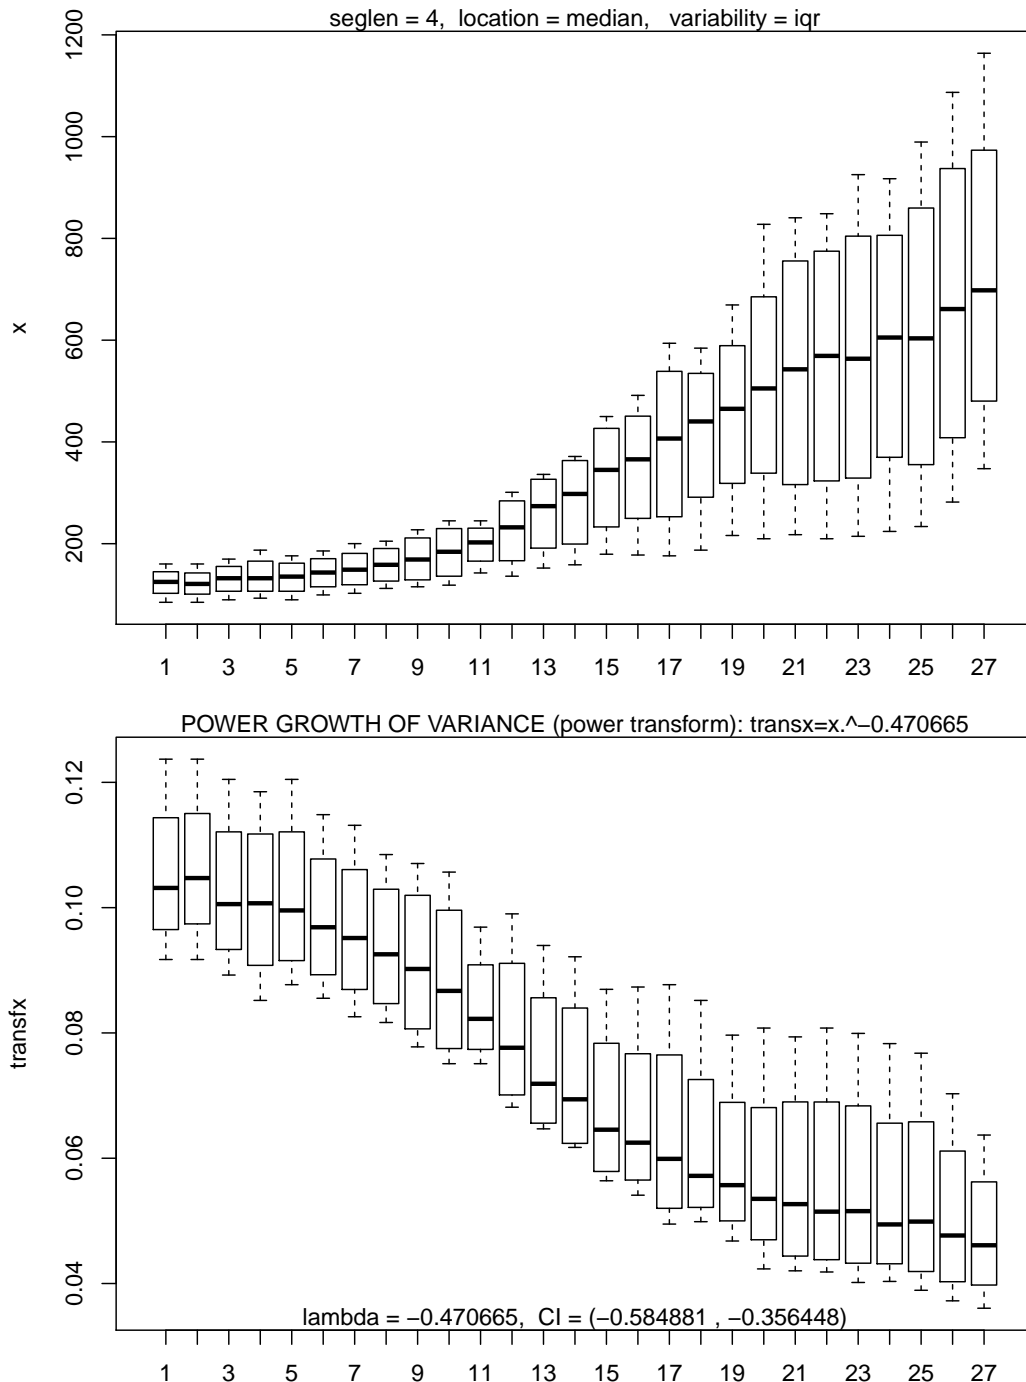 seglen = 4, location = median, variability = iqr
1200
1000
800
600
400
200
x
1 3 5 7 9 11 13 15 17 19 21 23 25 27
POWER GROWTH OF VARIANCE (power transform): transx=x.^−0.470665
0.12
0.10
0.08
0.06
0.04
transfx
lambda = −0.470665, CI = (−0.584881 , −0.356448)
1 3 5 7 9 11 13 15 17 19 21 23 25 27